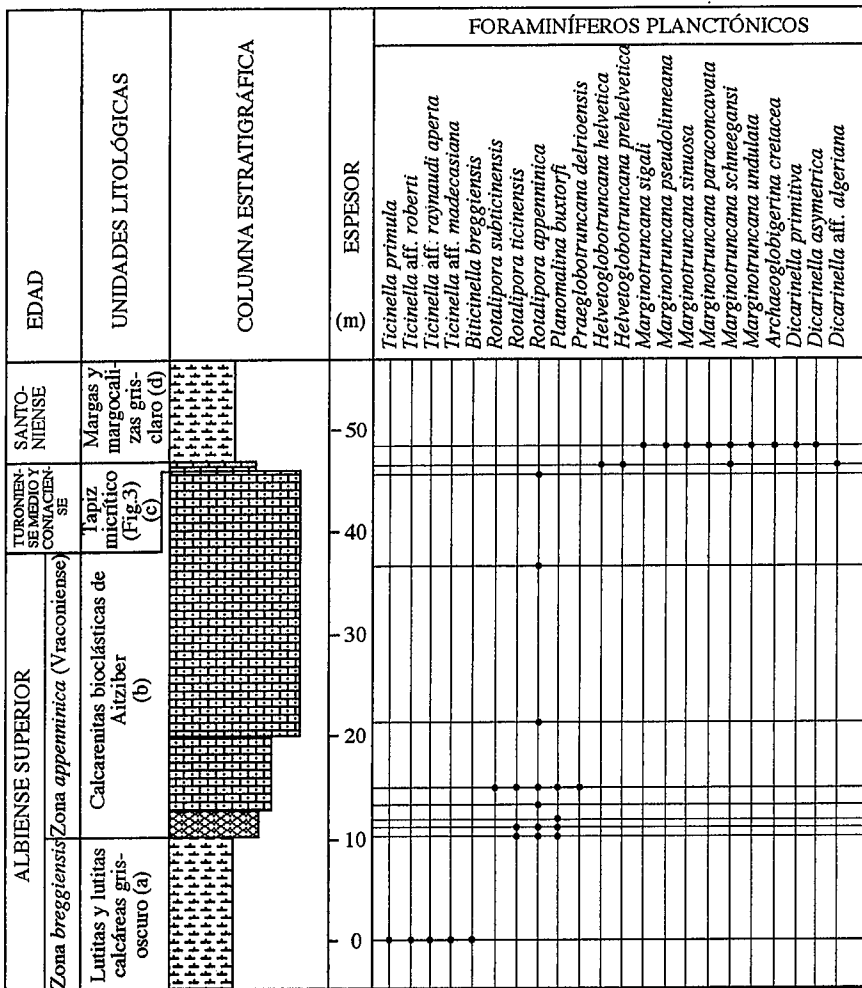 FORAMINÍFEROS PLANCTÓNICOS
EDAD
UNIDADES LITOLÓGICAS
COLUMNA ESTRATIGRÁFICA
ESPESOR
(m)
Ticinella primula
Ticinella aff. roberti
Ticinella aff. raynaudi aperta
Ticinella aff. madecasiana
Biticinella breggiensis
Rotalipora subticinensis
Rotalipora ticinensis
Rotalipora appenninica
Planomalina buxtorfi
Praeglobotruncana delrioensis
Helvetoglobotruncana helvetica
Helvetoglobotruncana prehelvetica
Marginotruncana sigali
Marginotruncana pseudolinneana
Marginotruncana sinuosa
Marginotruncana paraconcavata
Marginotruncana schneegansi
Marginotruncana undulata
Archaeoglobigerina cretacea
Dicarinella primitiva
Dicarinella asymetrica
Dicarinella aff. algeriana
SANTO-
NIENSE
Margas y
margocali-
zas gris-
claro (d)
TURONIEN-
SE MEDIO Y
CONIACIEN-
SE
Tapiz
micrítico
(Fig.3)
(c)
ALBIENSE SUPERIOR
Zona appenninica (Vraconiense)
Calcarenitas bioclásticas de
Aitziber
(b)
Zona breggiensis
Lutitas y lutitas
calcáreas gris-
oscuro (a)
50
40
30
20
10
0